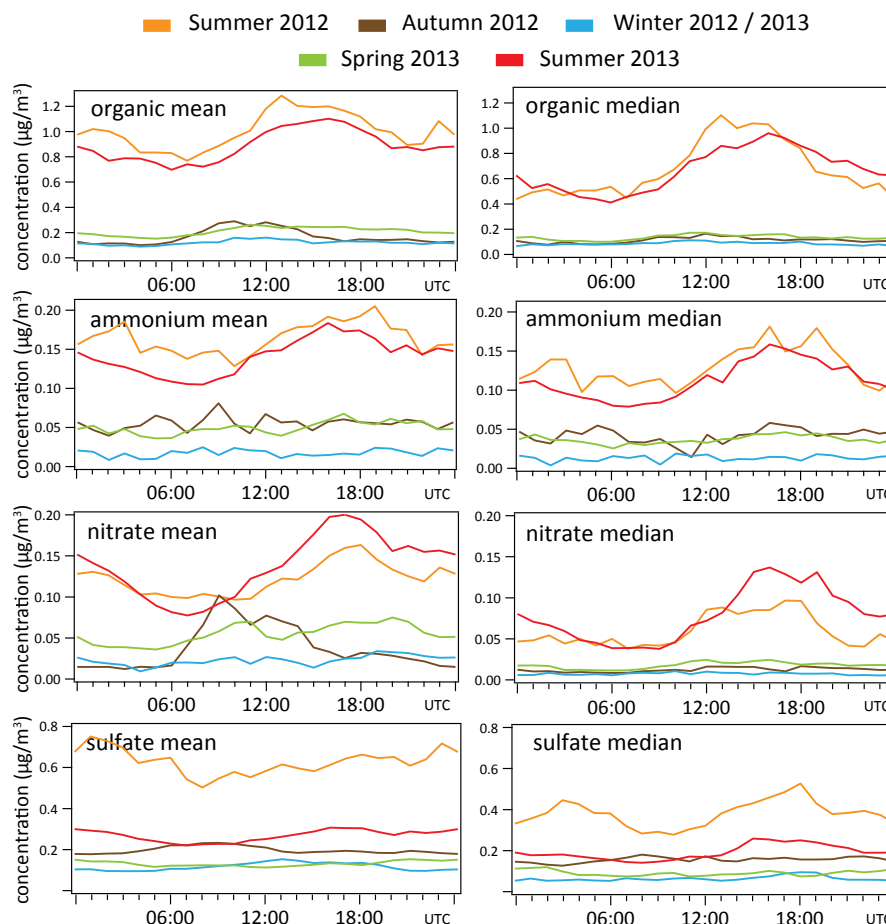 Summer 2012 Autumn 2012 Winter 2012 / 2013
Spring 2013 Summer 2013
organic mean organic median
concentration (µg/m³)
1.2 1.2
1.0 1.0
0.8 0.8
0.6 0.6
0.4 0.4
0.2 0.2
0.0 0.0
06:00 12:00 18:00 UTC 06:00 12:00 18:00 UTC
ammonium mean ammonium median
concentration (µg/m³)
0.20 0.20
0.15 0.15
0.10 0.10
0.05 0.05
0.00 0.00
06:00 12:00 18:00 UTC 06:00 12:00 18:00 UTC
nitrate mean nitrate median
concentration (µg/m³)
0.20 0.20
0.15 0.15
0.10 0.10
0.05 0.05
0.00 0.00
06:00 12:00 18:00 UTC 06:00 12:00 18:00 UTC
sulfate mean sulfate median
concentration (µg/m³)
0.8 0.8
0.6 0.6
0.4 0.4
0.2 0.2
06:00 12:00 18:00 UTC 06:00 12:00 18:00 UTC